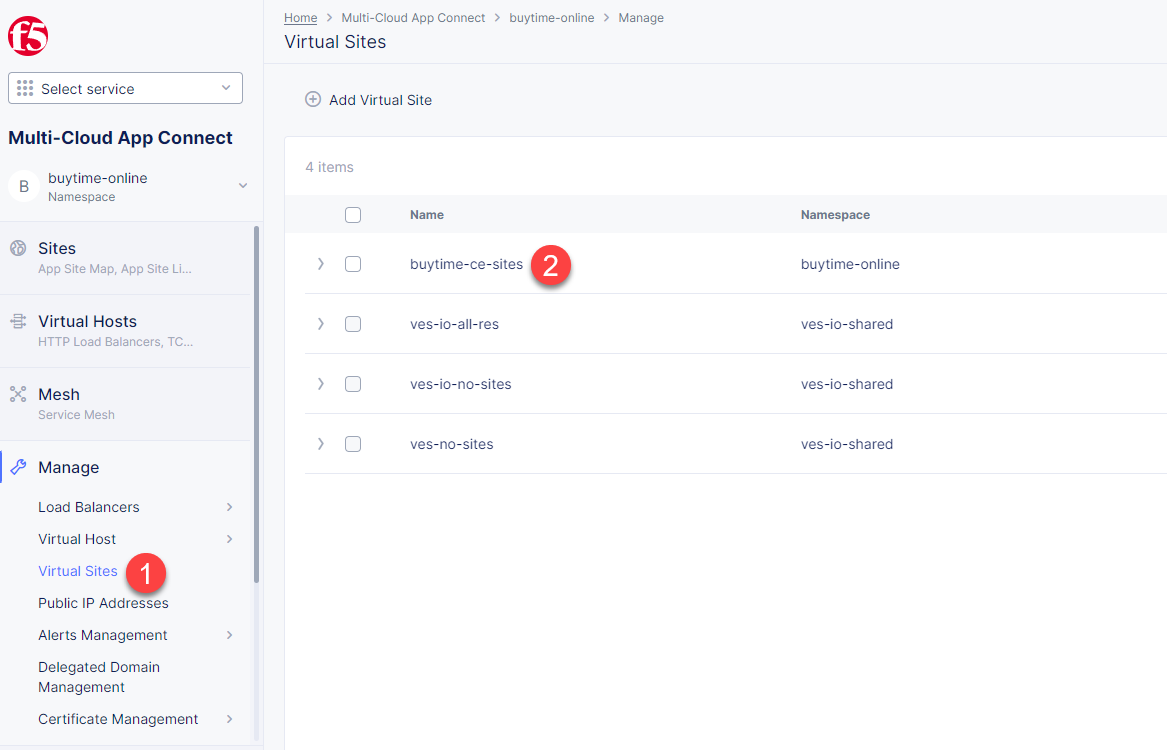 f5
Select service
Multi-Cloud App Connect
B
buytime-online
Namespace
Sites
App Site Map, App Site Li...
Virtual Hosts
HTTP Load Balancers, TC...
Mesh
Service Mesh
Manage
Load Balancers
Virtual Host
Virtual Sites
1
Public IP Addresses
Alerts Management
Delegated Domain
Management
Certificate Management
Home > Multi-Cloud App Connect > buytime-online > Manage
Virtual Sites
Add Virtual Site
4 items
Name Namespace
buytime-ce-sites 2 buytime-online
ves-io-all-res ves-io-shared
ves-io-no-sites ves-io-shared
ves-no-sites ves-io-shared